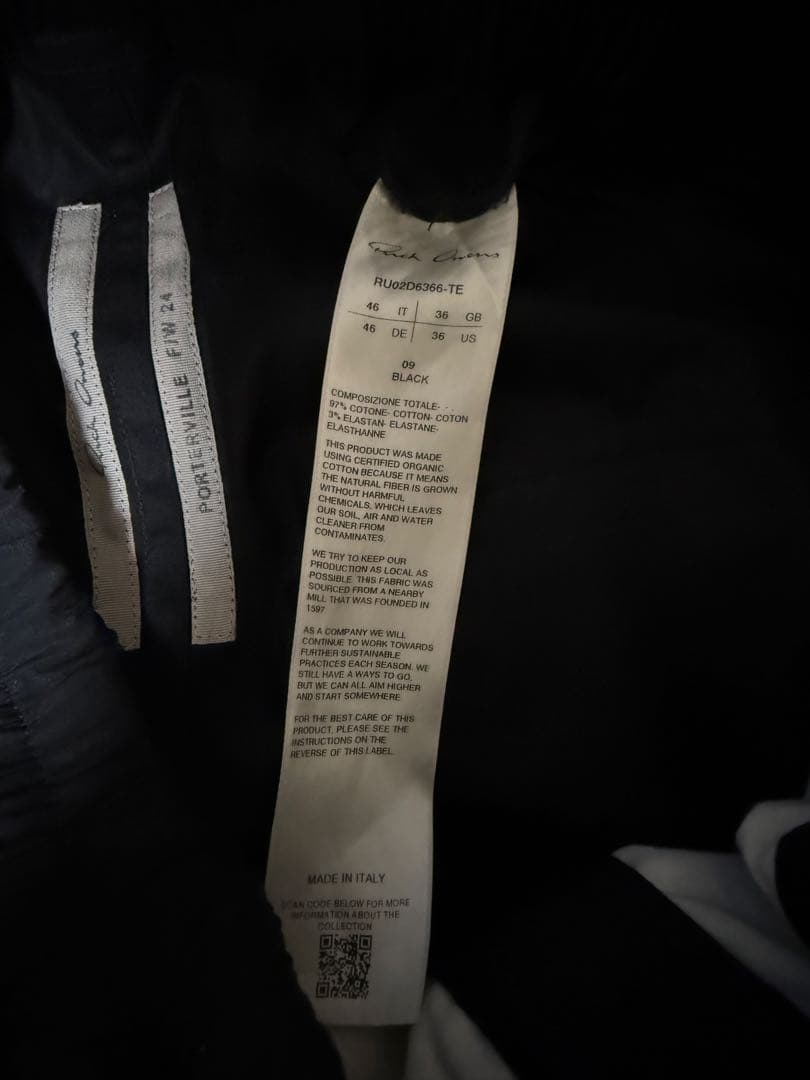 Rick Owens
PORTERVILLE F/W 24
Rick Owens
RU02D6366-TE
46 IT 36 GB
46 DE 36 US
09
BLACK
COMPOSIZIONE TOTALE-
97% COTONE- COTTON- COTON
3% ELASTAN- ELASTANE-
ELASTHANNE
THIS PRODUCT WAS MADE
USING CERTIFIED ORGANIC
COTTON BECAUSE IT MEANS
THE NATURAL FIBER IS GROWN
WITHOUT HARMFUL
CHEMICALS, WHICH LEAVES
OUR SOIL, AIR AND WATER
CLEANER FROM
CONTAMINATES.
WE TRY TO KEEP OUR
PRODUCTION AS LOCAL AS
POSSIBLE. THIS FABRIC WAS
SOURCED FROM A NEARBY
MILL THAT WAS FOUNDED IN
1597
AS A COMPANY WE WILL
CONTINUE TO WORK TOWARDS
FURTHER SUSTAINABLE
PRACTICES EACH SEASON. WE
STILL HAVE A WAYS TO GO,
BUT WE CAN ALL AIM HIGHER
AND START SOMEWHERE.
FOR THE BEST CARE OF THIS
PRODUCT, PLEASE SEE THE
INSTRUCTIONS ON THE
REVERSE OF THIS LABEL.
MADE IN ITALY
SCAN CODE BELOW FOR MORE
INFORMATION ABOUT THE
COLLECTION